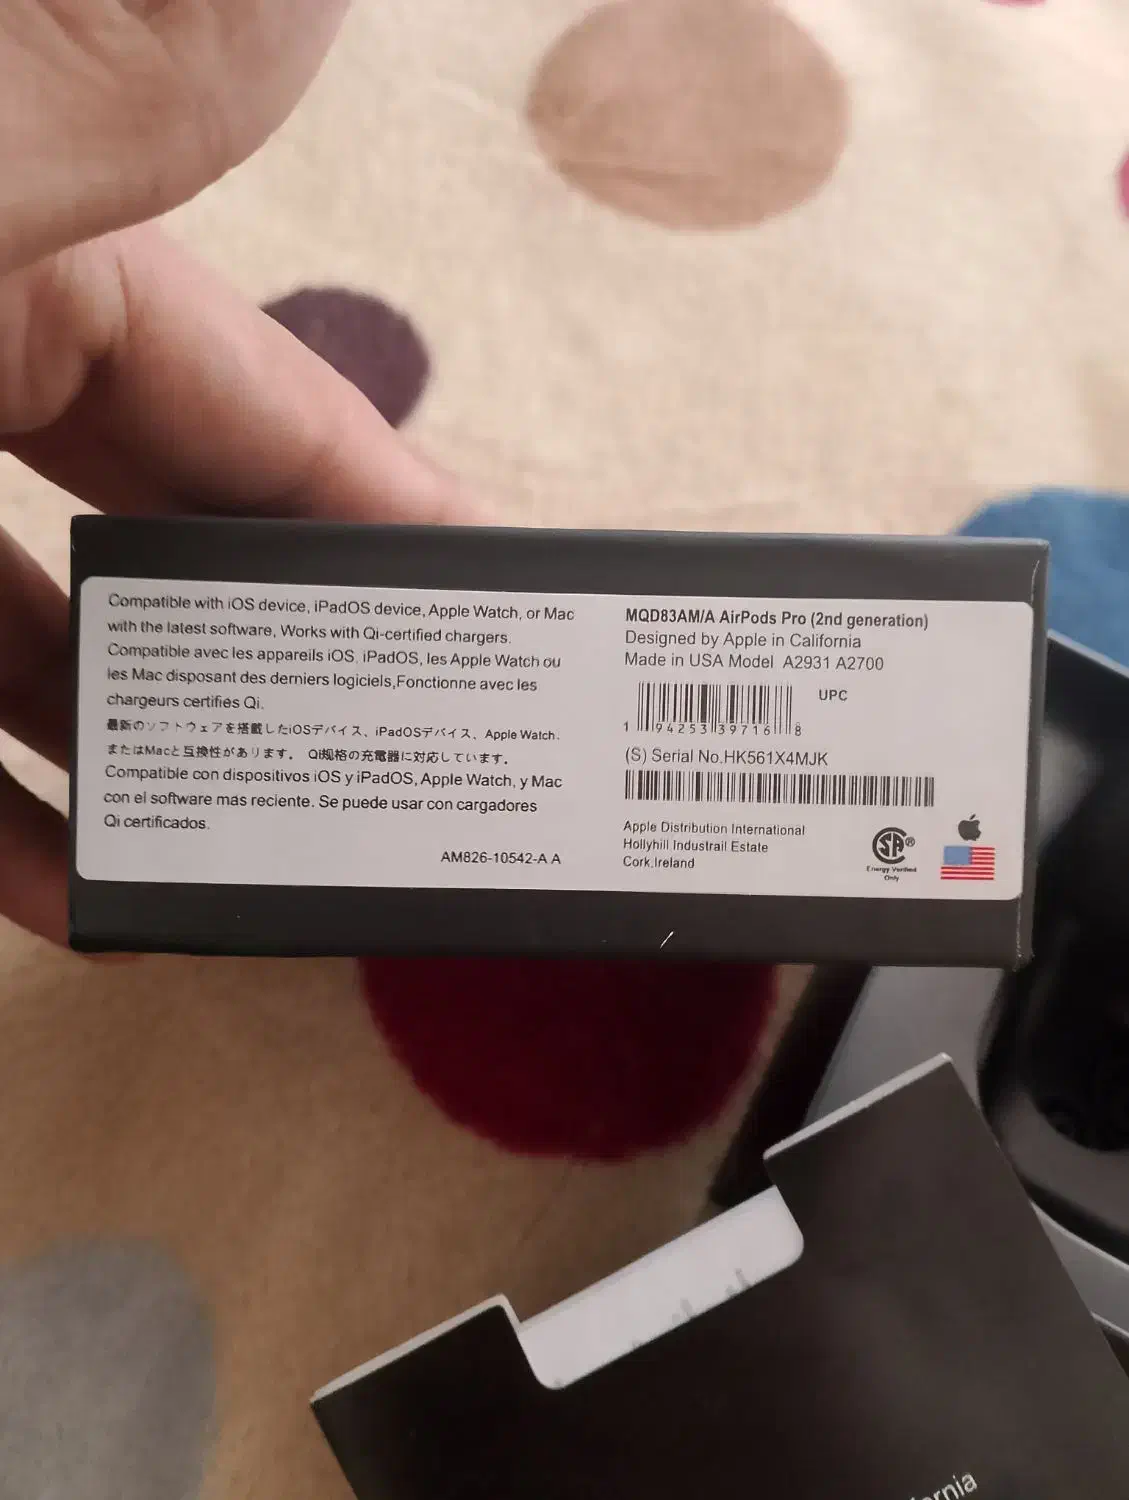 Compatible with iOS device, iPadOS device, Apple Watch, or Mac
with the latest software, Works with Qi-certified chargers.
Compatible avec les appareils iOS, iPadOS, les Apple Watch ou
les Mac disposant des derniers logiciels,Fonctionne avec les
chargeurs certifiés Qi.
最新のソフトウェアを搭載したiOSデバイス、iPadOSデバイス、Apple Watch.
またはMacと互換性があります。 Qi規格の充電器に対応しています。
Compatible con dispositivos iOS y iPadOS, Apple Watch, y Mac
con el software más reciente. Se puede usar con cargadores
Qi certificados.
AM826-10542-A A
MQD83AM/A AirPods Pro (2nd generation)
Designed by Apple in California
Made in USA Model A2931 A2700
UPC
1 94253 39716 8
(S) Serial No.HK561X4MJK
Apple Distribution International
Hollyhill Industrail Estate
Cork.Ireland
SA®
Energy Verified
Only